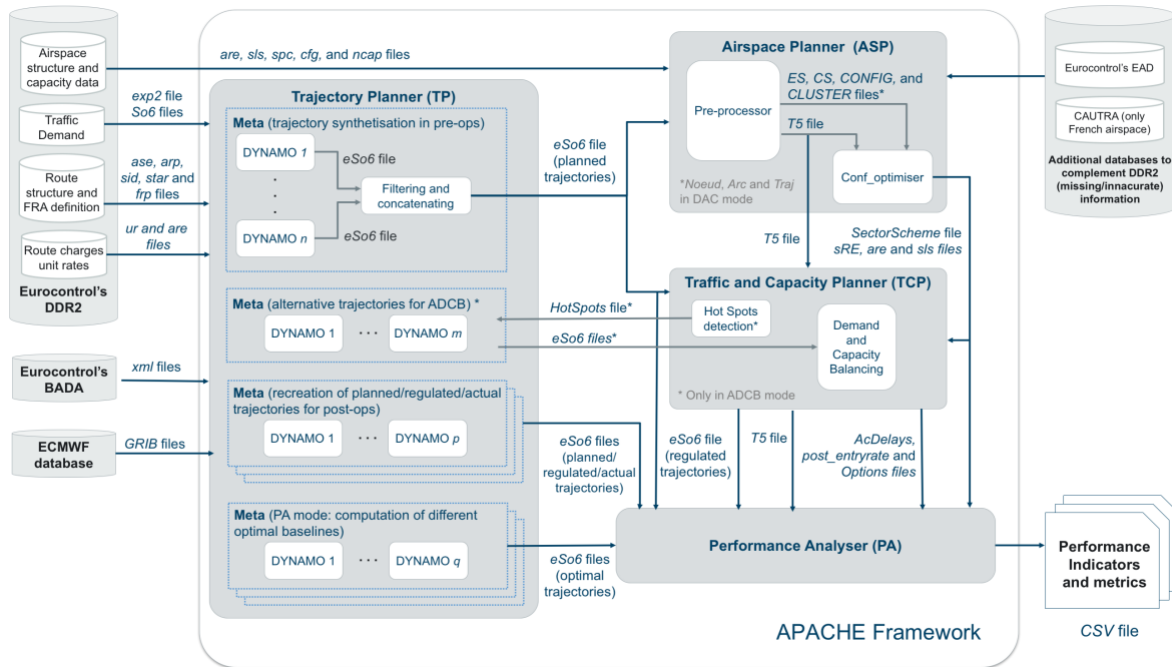 Airspace
structure and
capacity data
Traffic
Demand
Route
structure and
FRA definition
Route charges
unit rates
Eurocontrol's
DDR2
Eurocontrol's
BADA
ECMWF
database
are, sls, spc, cfg, and ncap files
exp2 file
So6 files
ase, arp,
sid, star and
frp files
ur and are
files
xml files
GRIB files
Trajectory Planner (TP)
Meta (trajectory synthetisation in pre-ops)
DYNAMO 1
eSo6 file
Filtering and
concatenating
DYNAMO n
eSo6 file
Meta (alternative trajectories for ADCB) *
DYNAMO 1
· · ·
DYNAMO m
Meta (recreation of planned/regulated/actual
trajectories for post-ops)
DYNAMO 1
· · ·
DYNAMO p
Meta (PA mode: computation of different
optimal baselines)
DYNAMO 1
· · ·
DYNAMO q
eSo6 file
(planned
trajectories)
HotSpots file*
eSo6 files*
eSo6 files
(planned/
regulated/actual
trajectories)
eSo6 files
(optimal
trajectories)
Airspace Planner (ASP)
Pre-processor
ES, CS, CONFIG, and
CLUSTER files*
T5 file
Conf_optimiser
*Noeud, Arc and Traj
in DAC mode
T5 file
SectorScheme file
sRE, are and sls files
Traffic and Capacity Planner (TCP)
Hot Spots
detection*
Demand
and
Capacity
Balancing
* Only in ADCB mode
eSo6 file
(regulated
trajectories)
T5 file
AcDelays,
post_entryrate and
Options files
Performance Analyser (PA)
APACHE Framework
Eurocontrol's EAD
CAUTRA (only
French airspace)
Additional databases to
complement DDR2
(missing/innacurate)
information
Performance
Indicators
and metrics
CSV file